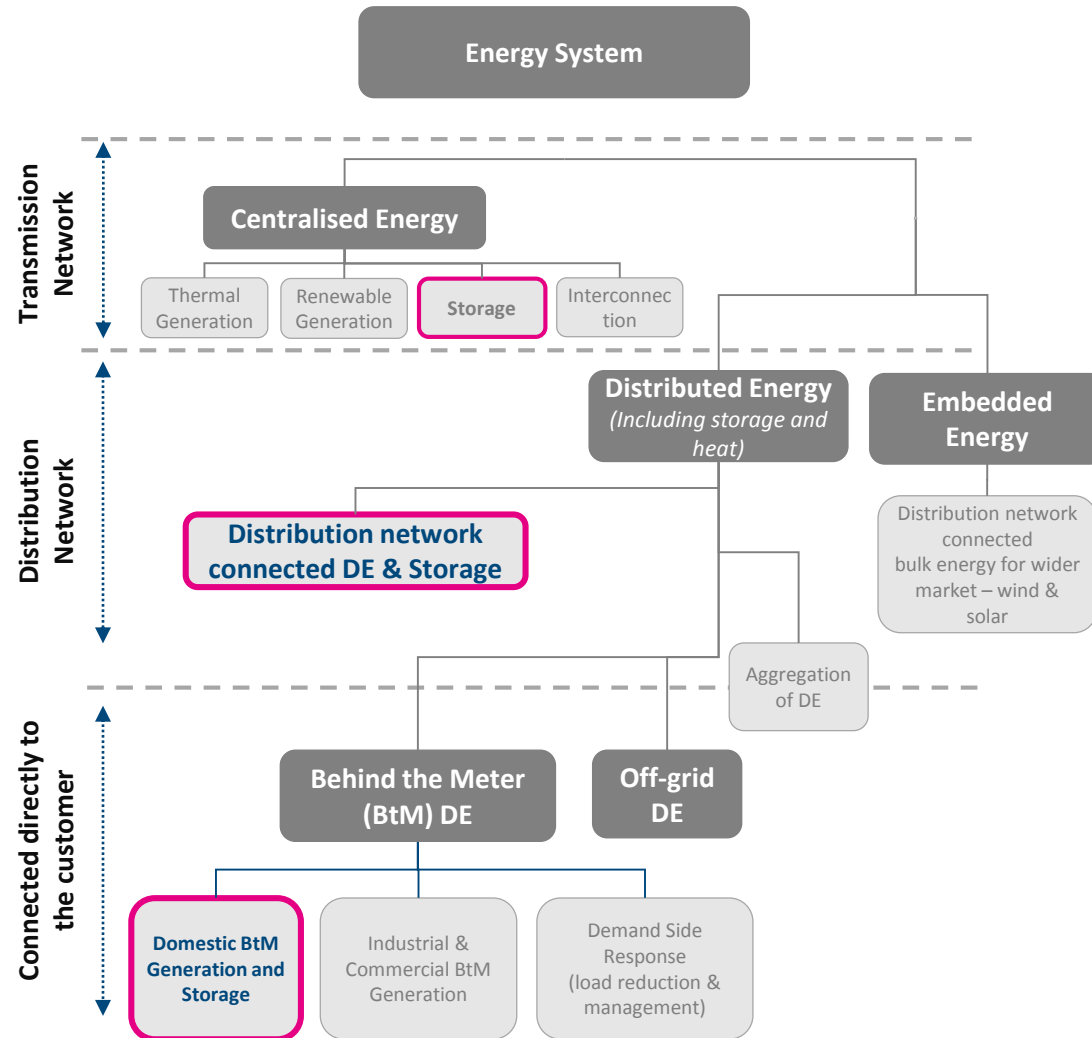 Energy System
Transmission
Network
Centralised Energy
Thermal
Generation
Renewable
Generation
Storage
Interconnec
tion
Distribution
Network
Distributed Energy
(Including storage and
heat)
Embedded
Energy
Distribution network
connected DE & Storage
Distribution network
connected
bulk energy for wider
market – wind &
solar
Aggregation
of DE
Connected directly to
the customer
Behind the Meter
(BtM) DE
Off-grid
DE
Domestic BtM
Generation and
Storage
Industrial &
Commercial BtM
Generation
Demand Side
Response
(load reduction &
management)